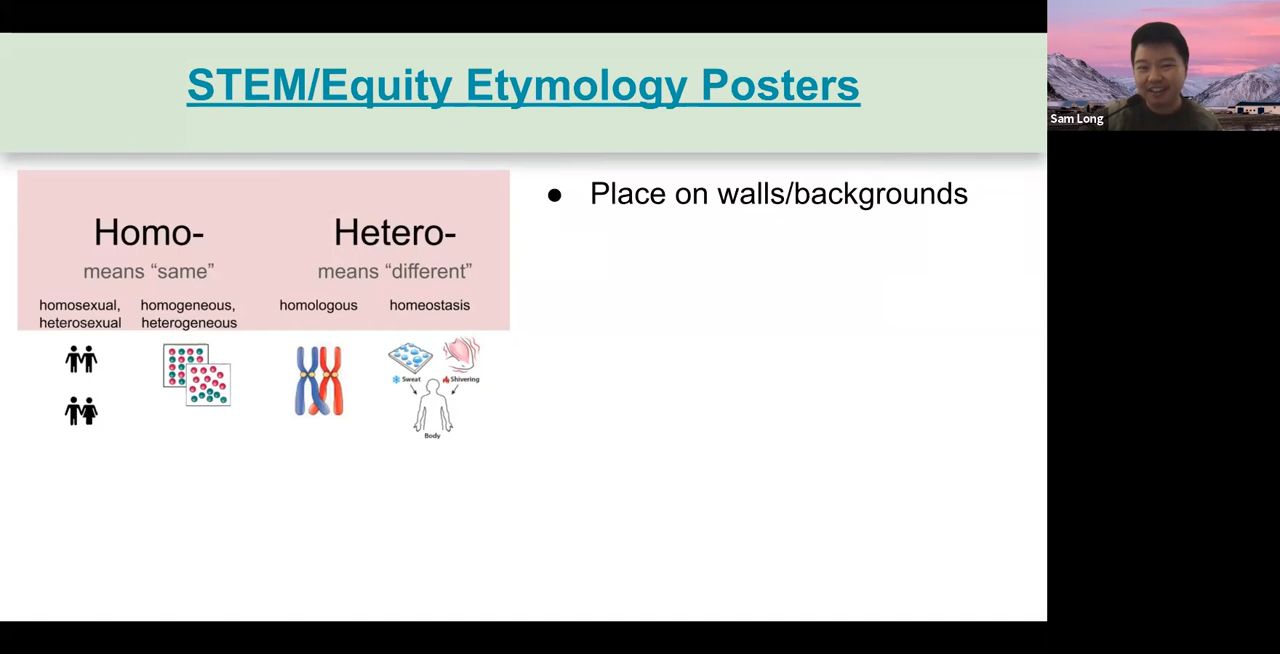 STEM/Equity Etymology Posters
Sam Long
● Place on walls/backgrounds
Homo-
means “same”
Hetero-
means “different”
homosexual,
heterosexual
homogeneous,
heterogeneous
homologous
homeostasis
Sweat
Shivering
Body